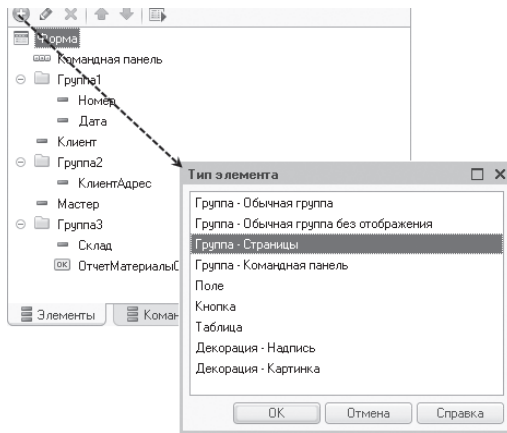 Форма
Командная панель
Группа1
Номер
Дата
Клиент
Группа2
КлиентАдрес
Мастер
Группа3
Склад
OK
Элементы
Тип элемента
Группа - Обычная группа
Группа - Обычная группа без отображения
Группа - Страницы
Группа - Командная панель
Поле
Кнопка
Таблица
Декорация - Надпись
Декорация - Картинка
OK
Отмена
Справка